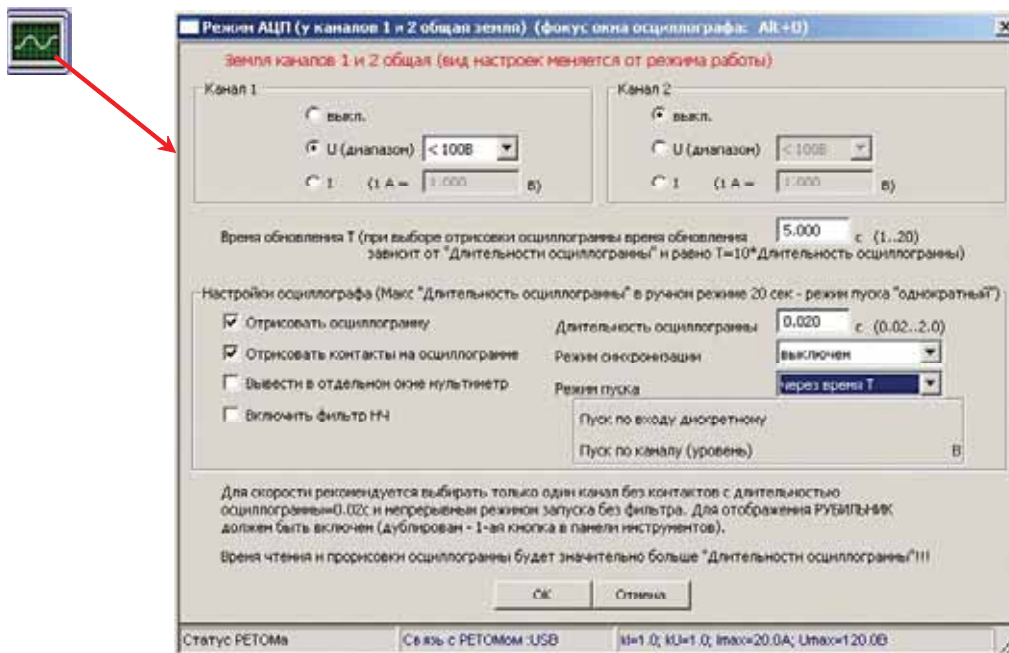 Режим АЦП (у каналов 1 и 2 общая земля) (фокус окна осциллографа: Alt+O)
Земля каналов 1 и 2 общая (вид настроек меняется от режима работы)
Канал 1
выкл.
U (диапазон) < 100В
I (1 А = 1.000 В)
Канал 2
выкл.
U (диапазон) < 100В
I (1 А = 1.000 В)
Время обновления T (при выборе отрисовки осциллограммы время обновления 5.000 с (1..20)
зависит от "Длительности осциллограммы" и равно T=10*Длительность осциллограммы)
Настройки осциллографа (Макс "Длительность осциллограммы" в ручном режиме 20 сек - режим пуска "однократный")
Отрисовать осциллограмму
Длительность осциллограммы 0.020 с (0.02..2.0)
Отрисовать контакты на осциллограмме
Режим синхронизации выключен
Вывести в отдельном окне мультиметр
Режим пуска через время T
Включить фильтр НЧ
Пуск по входу дискретному
Пуск по каналу (уровень) В
Для скорости рекомендуется выбирать только один канал без контактов с длительностью
осциллограммы=0.02с и непрерывным режимом запуска без фильтра. Для отображения РУБИЛЬНИК
должен быть включен (дублирован - 1-ая кнопка в панели инструментов).
Время чтения и прорисовки осциллограммы будет значительно больше "Длительности осциллограммы"!!!
OK Отмена
Статус РЕТОМа Связь с РЕТОМом :USB kI=1.0; kU=1.0; Imax=20.0A; Umax=120.0В